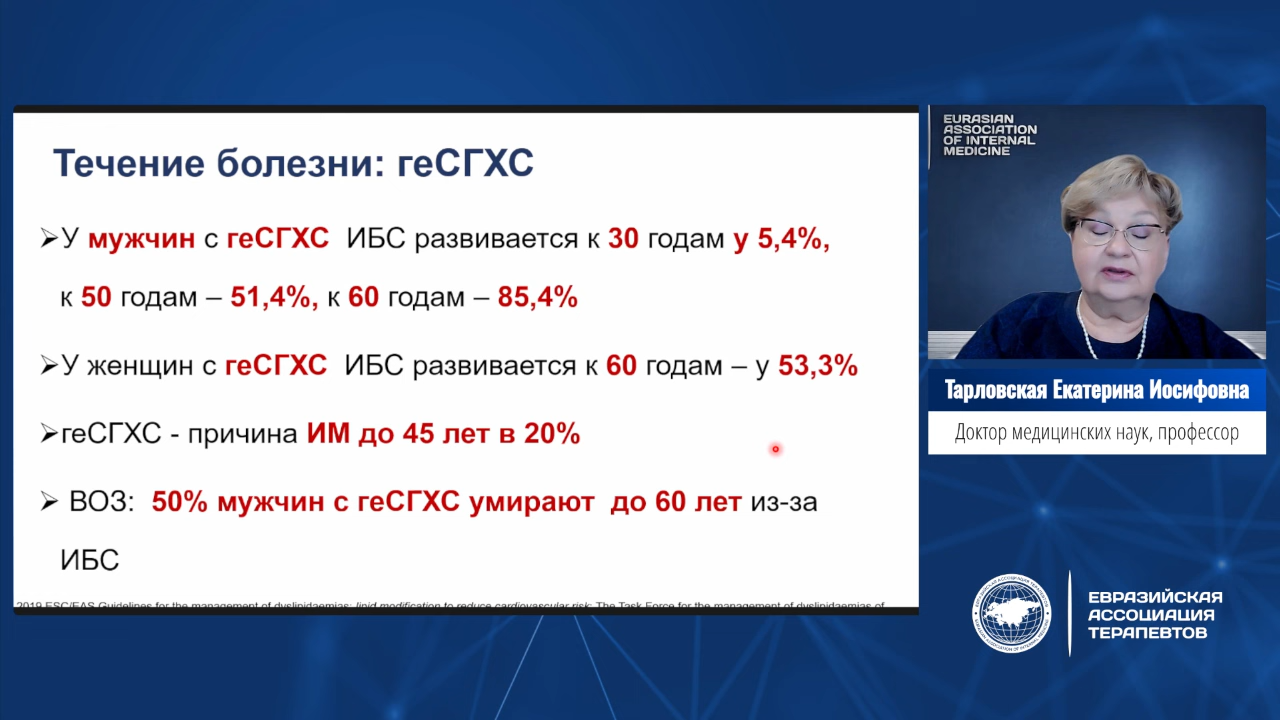 Течение болезни: геСГХС
➢У мужчин с геСГХС ИБС развивается к 30 годам у 5,4%,
к 50 годам – 51,4%, к 60 годам – 85,4%
➢У женщин с геСГХС ИБС развивается к 60 годам – у 53,3%
➢геСГХС - причина ИМ до 45 лет в 20%
➢ ВОЗ: 50% мужчин с геСГХС умирают до 60 лет из-за
ИБС
2019 ESC/EAS Guidelines for the management of dyslipidaemias: lipid modification to reduce cardiovascular risk: The Task Force for the management of dyslipidaemias of
EURASIAN
ASSOCIATION
OF INTERNAL
MEDICINE
Тарловская Екатерина Иосифовна
Доктор медицинских наук, профессор
ЕВРАЗИЙСКАЯ
АССОЦИАЦИЯ
ТЕРАПЕВТОВ